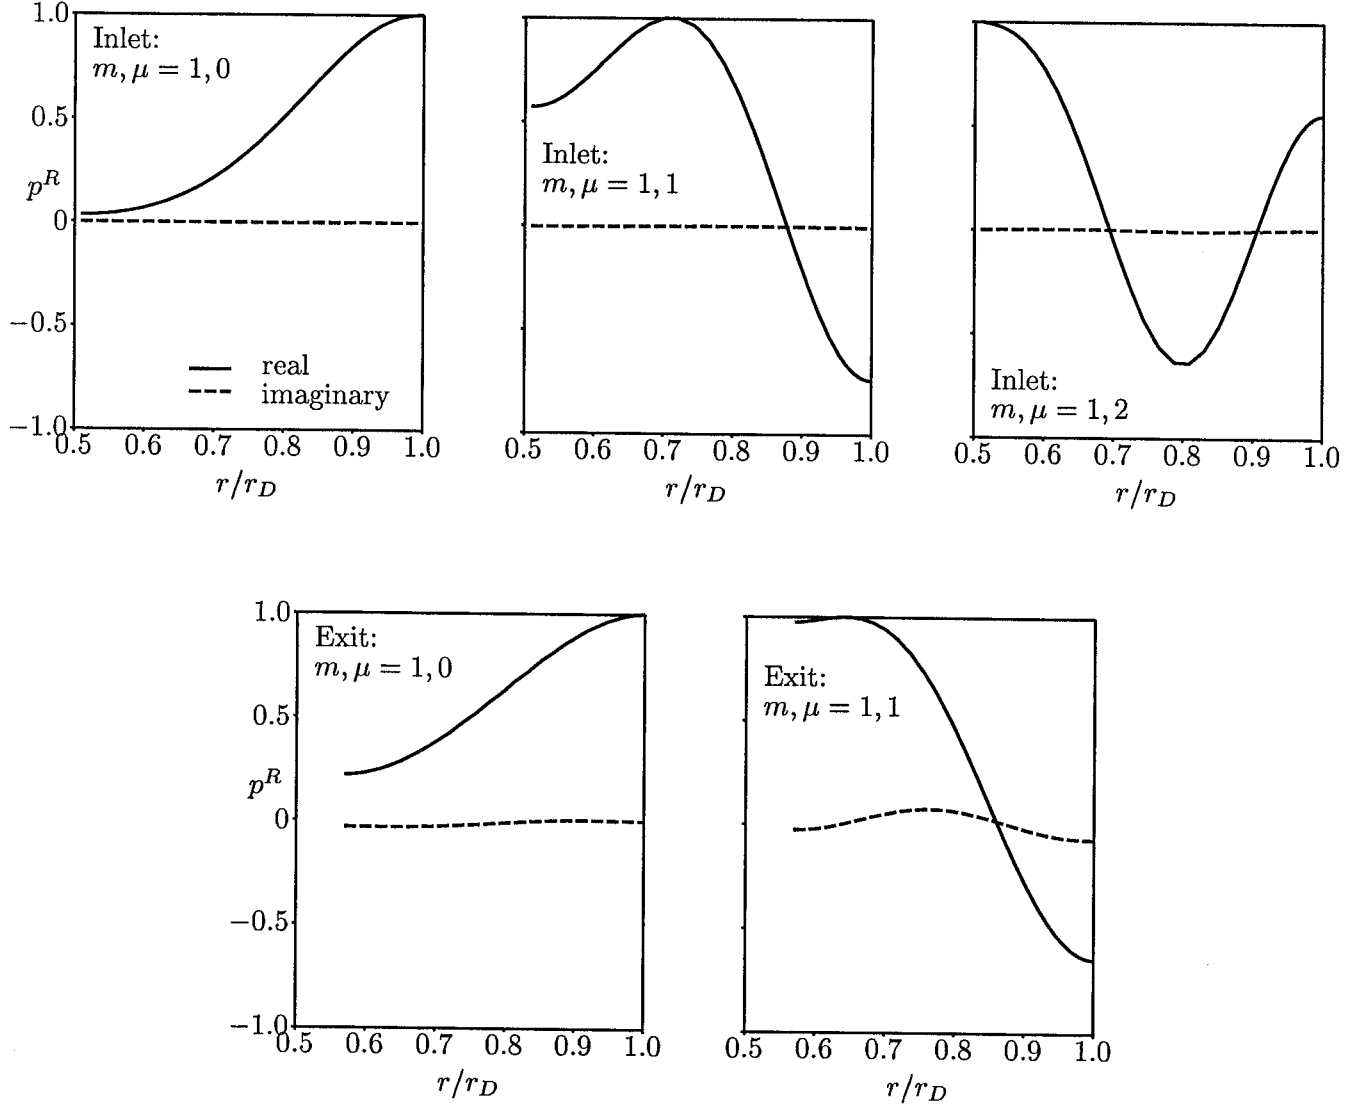 1.0
Inlet:
m, μ = 1, 0
0.5
p^R
0
−0.5
real
imaginary
−1.0
0.5 0.6 0.7 0.8 0.9 1.0
r/r_D
Inlet:
m, μ = 1, 1
0.5 0.6 0.7 0.8 0.9 1.0
r/r_D
Inlet:
m, μ = 1, 2
0.5 0.6 0.7 0.8 0.9 1.0
r/r_D
1.0
Exit:
m, μ = 1, 0
0.5
p^R
0
−0.5
−1.0
0.5 0.6 0.7 0.8 0.9 1.0
r/r_D
Exit:
m, μ = 1, 1
0.5 0.6 0.7 0.8 0.9 1.0
r/r_D